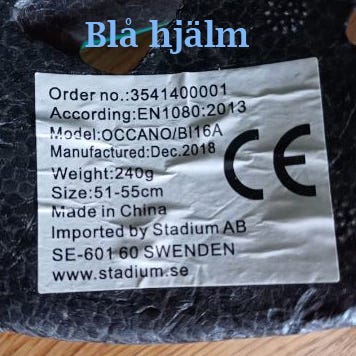 Blå hjälm
Order no.:3541400001
According:EN1080:2013
Model:OCCANO/BI16A
Manufactured:Dec.2018
Weight:240g
Size:51-55cm
Made in China
Imported by Stadium AB
SE-601 60 SWENDEN
www.stadium.se
CE